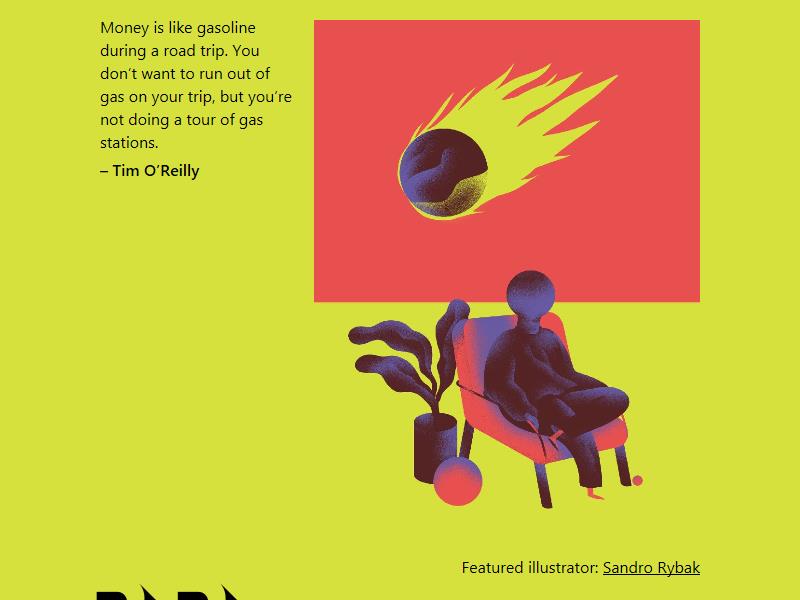 Money is like gasoline
during a road trip. You
don’t want to run out of
gas on your trip, but you’re
not doing a tour of gas
stations.
– Tim O’Reilly
Featured illustrator: Sandro Rybak